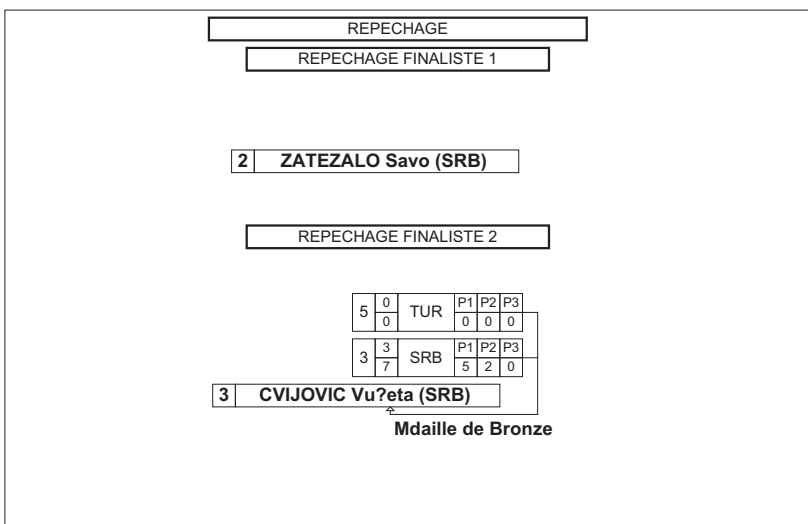 REPECHAGE
REPECHAGE FINALISTE 1
2 ZATEZALO Savo (SRB)
REPECHAGE FINALISTE 2
5 0 TUR P1 P2 P3
0 0 0 0
3 3 SRB P1 P2 P3
7 5 2 0
3 CVIJOVIC Vu?eta (SRB)
Mdaille de Bronze